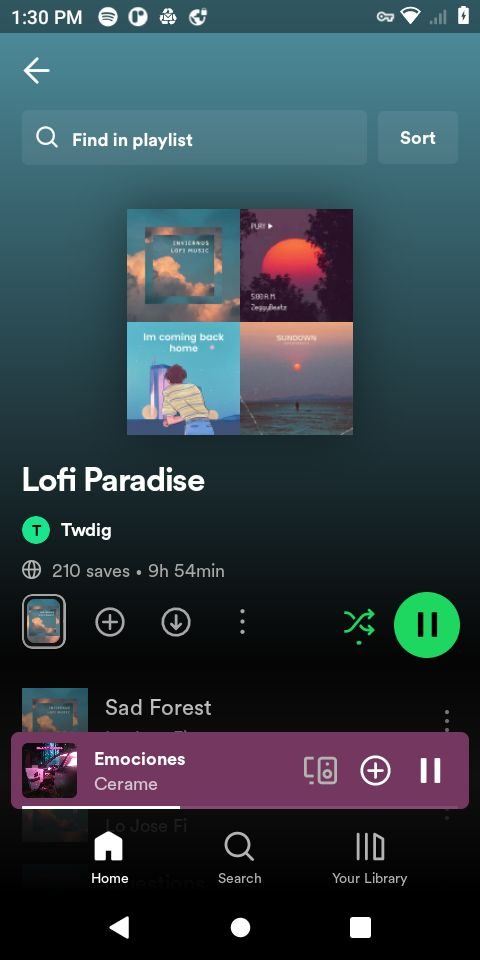 1:30 PM
Find in playlist
Sort
INVIERNUS
LOFI MUSIC
PLAY
5:00 A.M.
ZeggyBeatz
Im coming back
home
SUNDOWN
Lofi Paradise
T Twdig
210 saves • 9h 54min
Sad Forest
Emociones
Cerame
Lo Jose Fi
Home
Search
Your Library